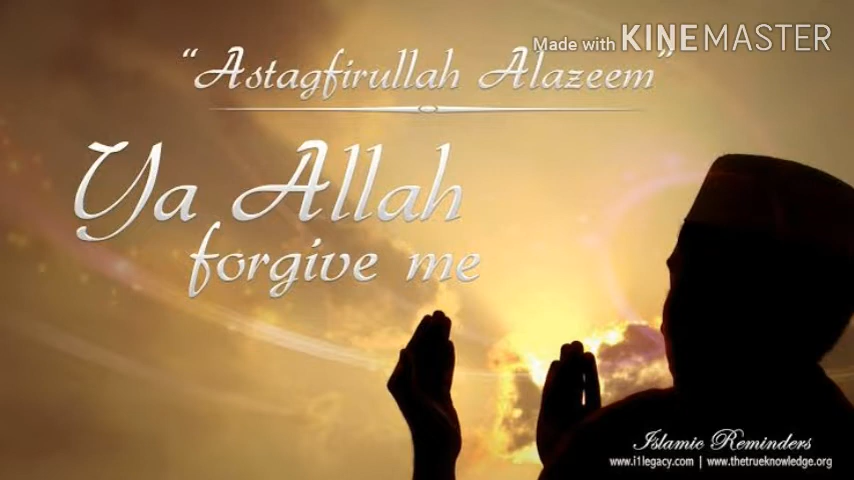 Made with KINEMASTER
“Astagfirullah Alazeem”
Ya Allah
forgive me
Islamic Reminders
www.i1legacy.com | www.thetrueknowledge.org